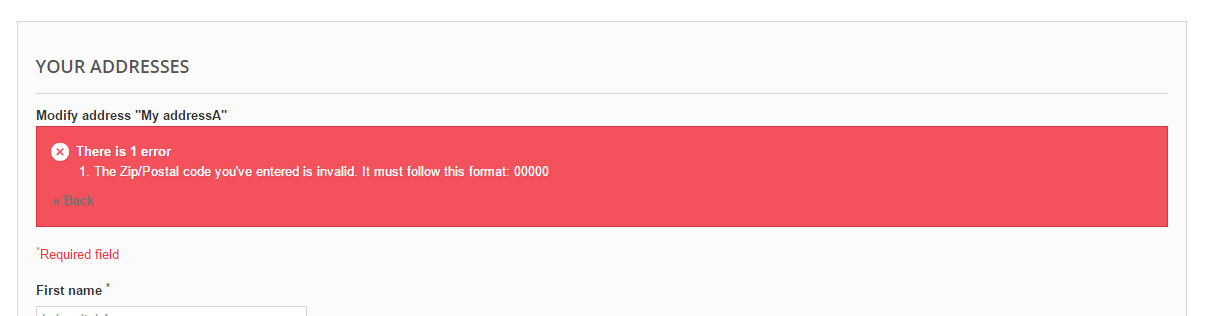 YOUR ADDRESSES
Modify address "My addressA"
There is 1 error
1. The Zip/Postal code you've entered is invalid. It must follow this format: 00000
« Back
*Required field
First name *